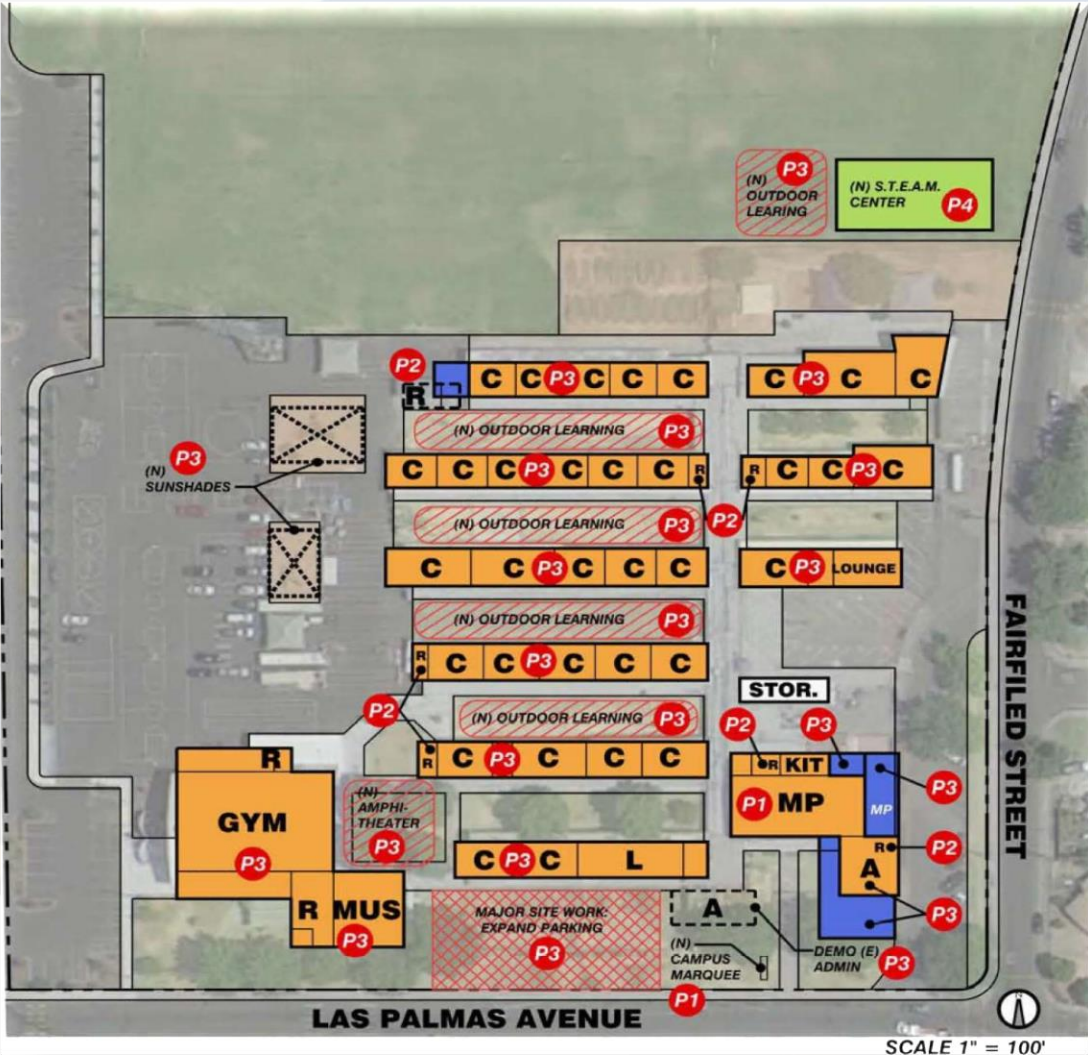 P3
(N)
OUTDOOR
LEARING
(N) S.T.E.A.M.
CENTER
P4
P2
R
C C P3 C C C
C P3 C C
(N) OUTDOOR LEARNING P3
P3
(N)
SUNSHADES
C C C P3 C C C R
R C C P3 C
(N) OUTDOOR LEARNING P3
P2
C C P3 C C C
C P3 LOUNGE
(N) OUTDOOR LEARNING P3
R C C P3 C C C
STOR.
P2
(N) OUTDOOR LEARNING P3
P2
P3
R C P3 C C C
R
R KIT
P3
GYM
P3
(N)
AMPHI-
THEATER
P3
P1 MP
MP
C P3 C L
R
P2
A
R MUS
P3
MAJOR SITE WORK:
EXPAND PARKING
P3
A
P3
(N)
CAMPUS
MARQUEE
DEMO (E)
ADMIN
P3
P1
FAIRFILED STREET
LAS PALMAS AVENUE
SCALE 1" = 100'